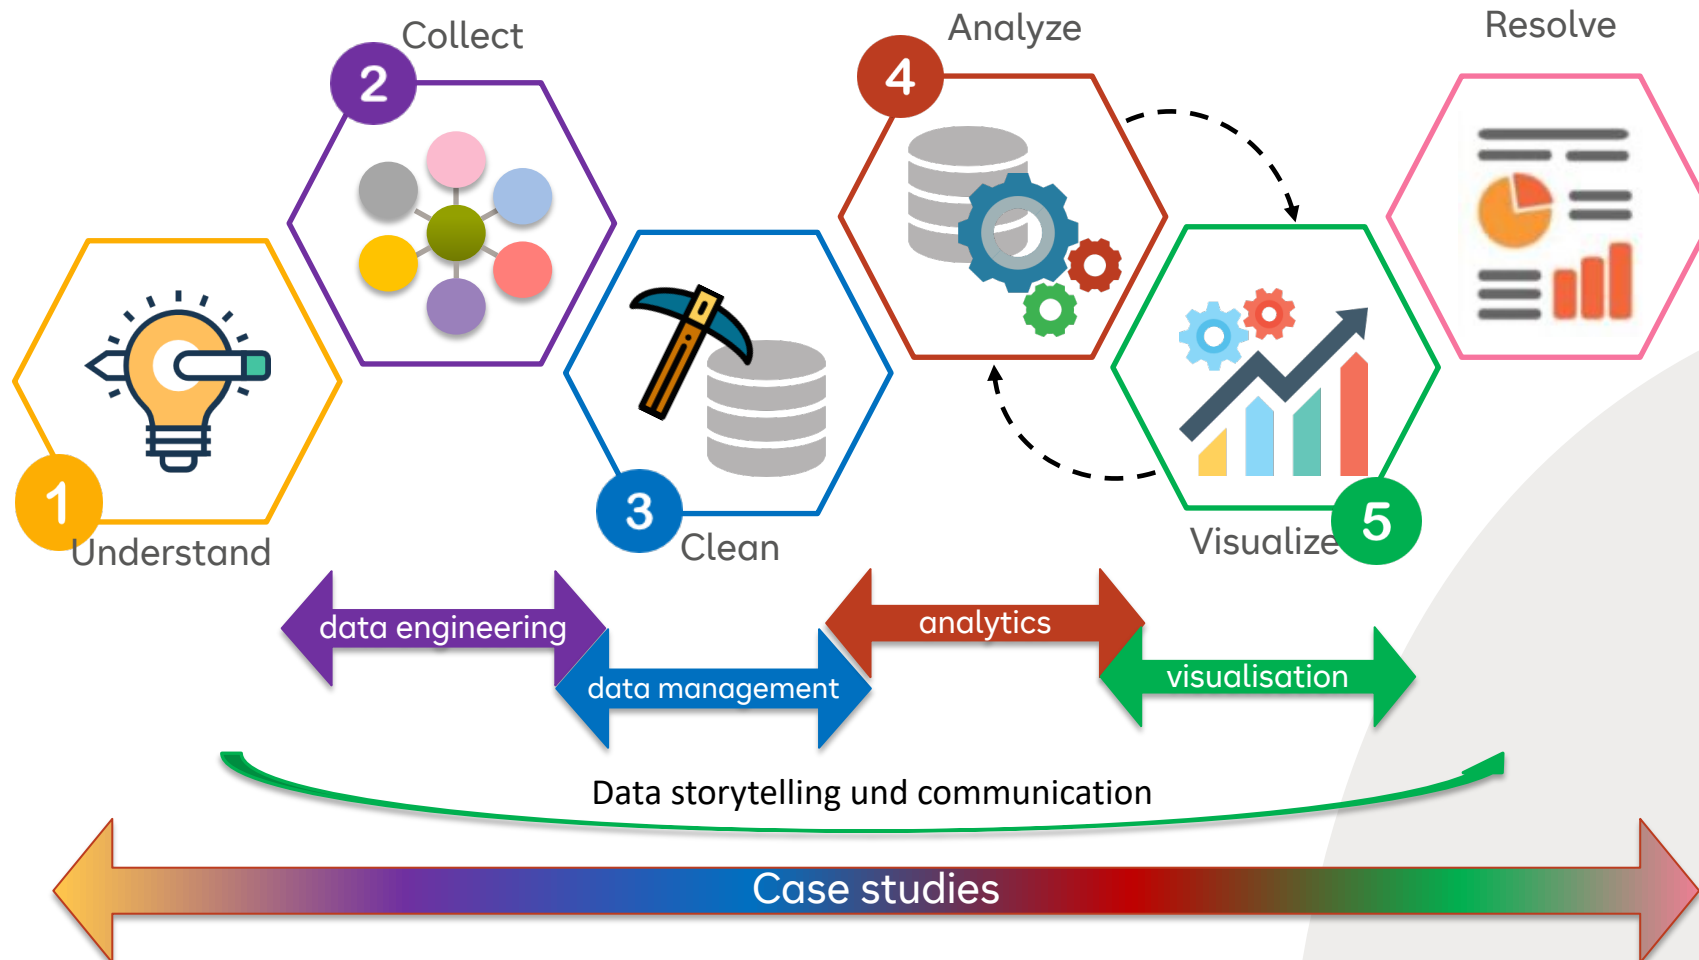 Collect
2
Analyze
4
Resolve
1
Understand
3
Clean
Visualize
5
data engineering
data management
analytics
visualisation
Data storytelling und communication
Case studies